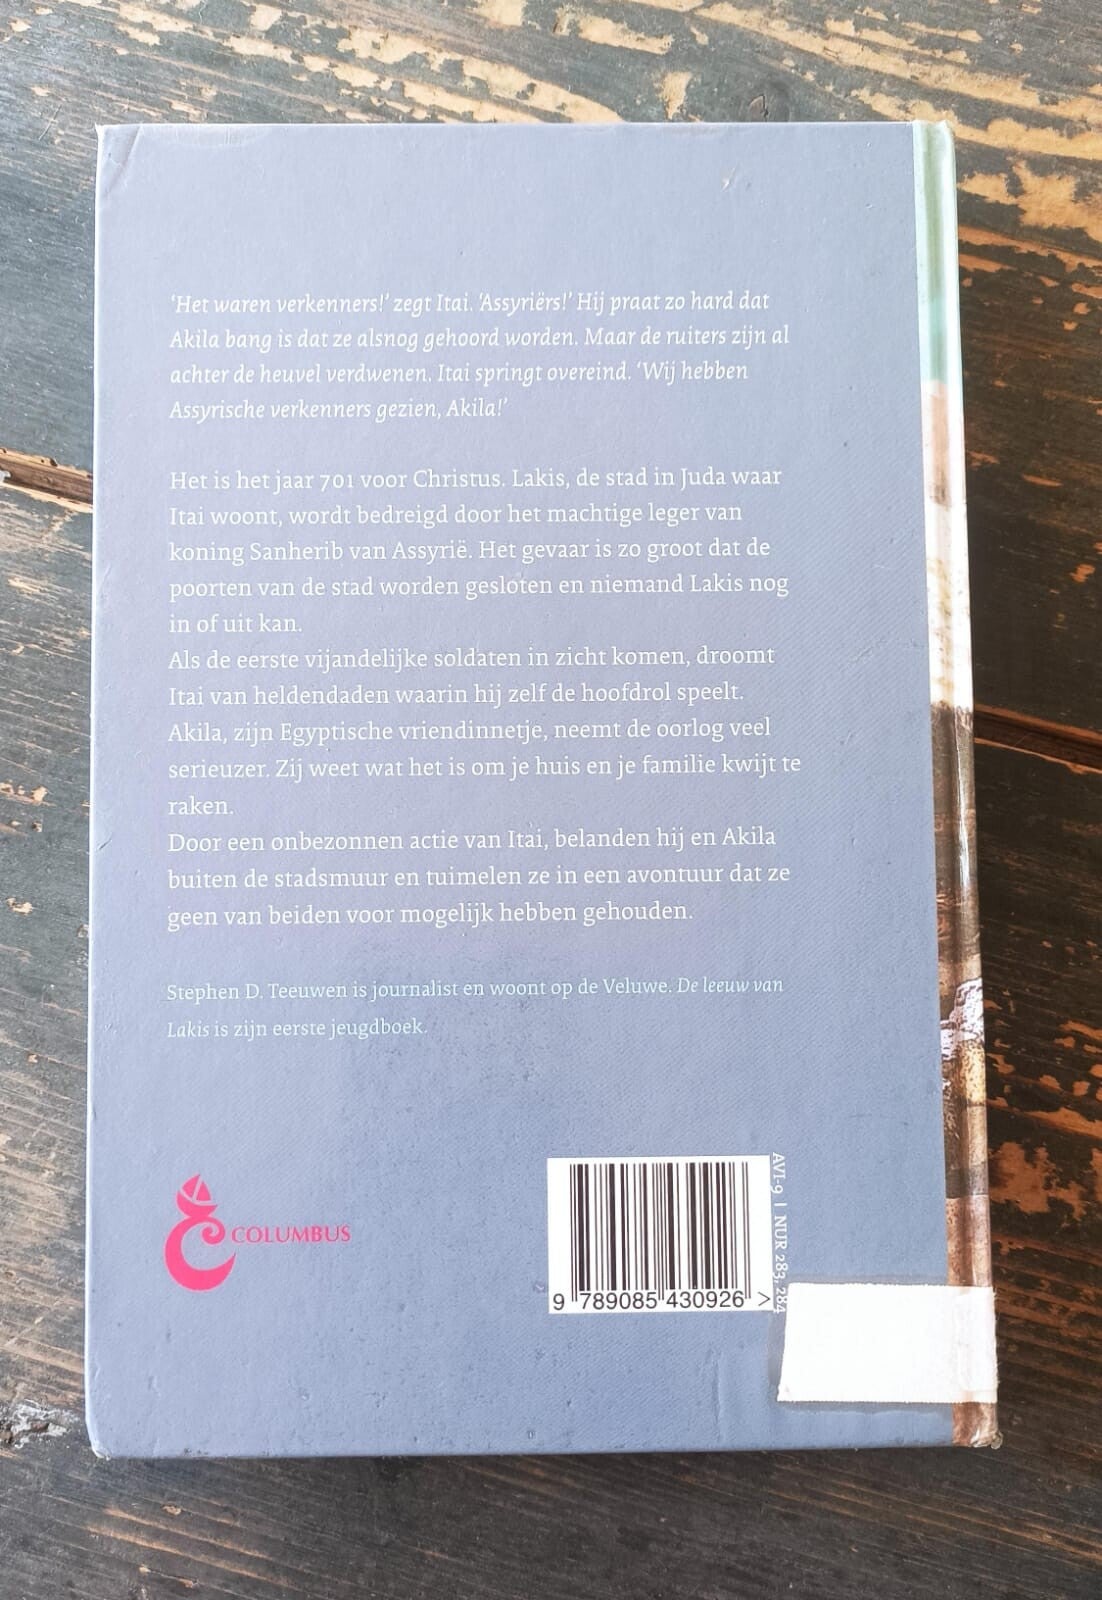 ‘Het waren verkenners!’ zegt Itai. ‘Assyriërs!’ Hij praat zo hard dat
Akila bang is dat ze alsnog gehoord worden. Maar de ruiters zijn al
achter de heuvel verdwenen. Itai springt overeind. ‘Wij hebben
Assyrische verkenners gezien, Akila!’
Het is het jaar 701 voor Christus. Lakis, de stad in Juda waar
Itai woont, wordt bedreigd door het machtige leger van
koning Sanherib van Assyrië. Het gevaar is zo groot dat de
poorten van de stad worden gesloten en niemand Lakis nog
in of uit kan.
Als de eerste vijandelijke soldaten in zicht komen, droomt
Itai van heldendaden waarin hij zelf de hoofdrol speelt.
Akila, zijn Egyptische vriendinnetje, neemt de oorlog veel
serieuzer. Zij weet wat het is om je huis en je familie kwijt te
raken.
Door een onbezonnen actie van Itai, belanden hij en Akila
buiten de stadsmuur en tuimelen ze in een avontuur dat ze
geen van beiden voor mogelijk hebben gehouden.
Stephen D. Teeuwen is journalist en woont op de Veluwe. De leeuw van
Lakis is zijn eerste jeugdboek.
COLUMBUS
9 789085 430926 >
AVI-9 | NUR 283, 284